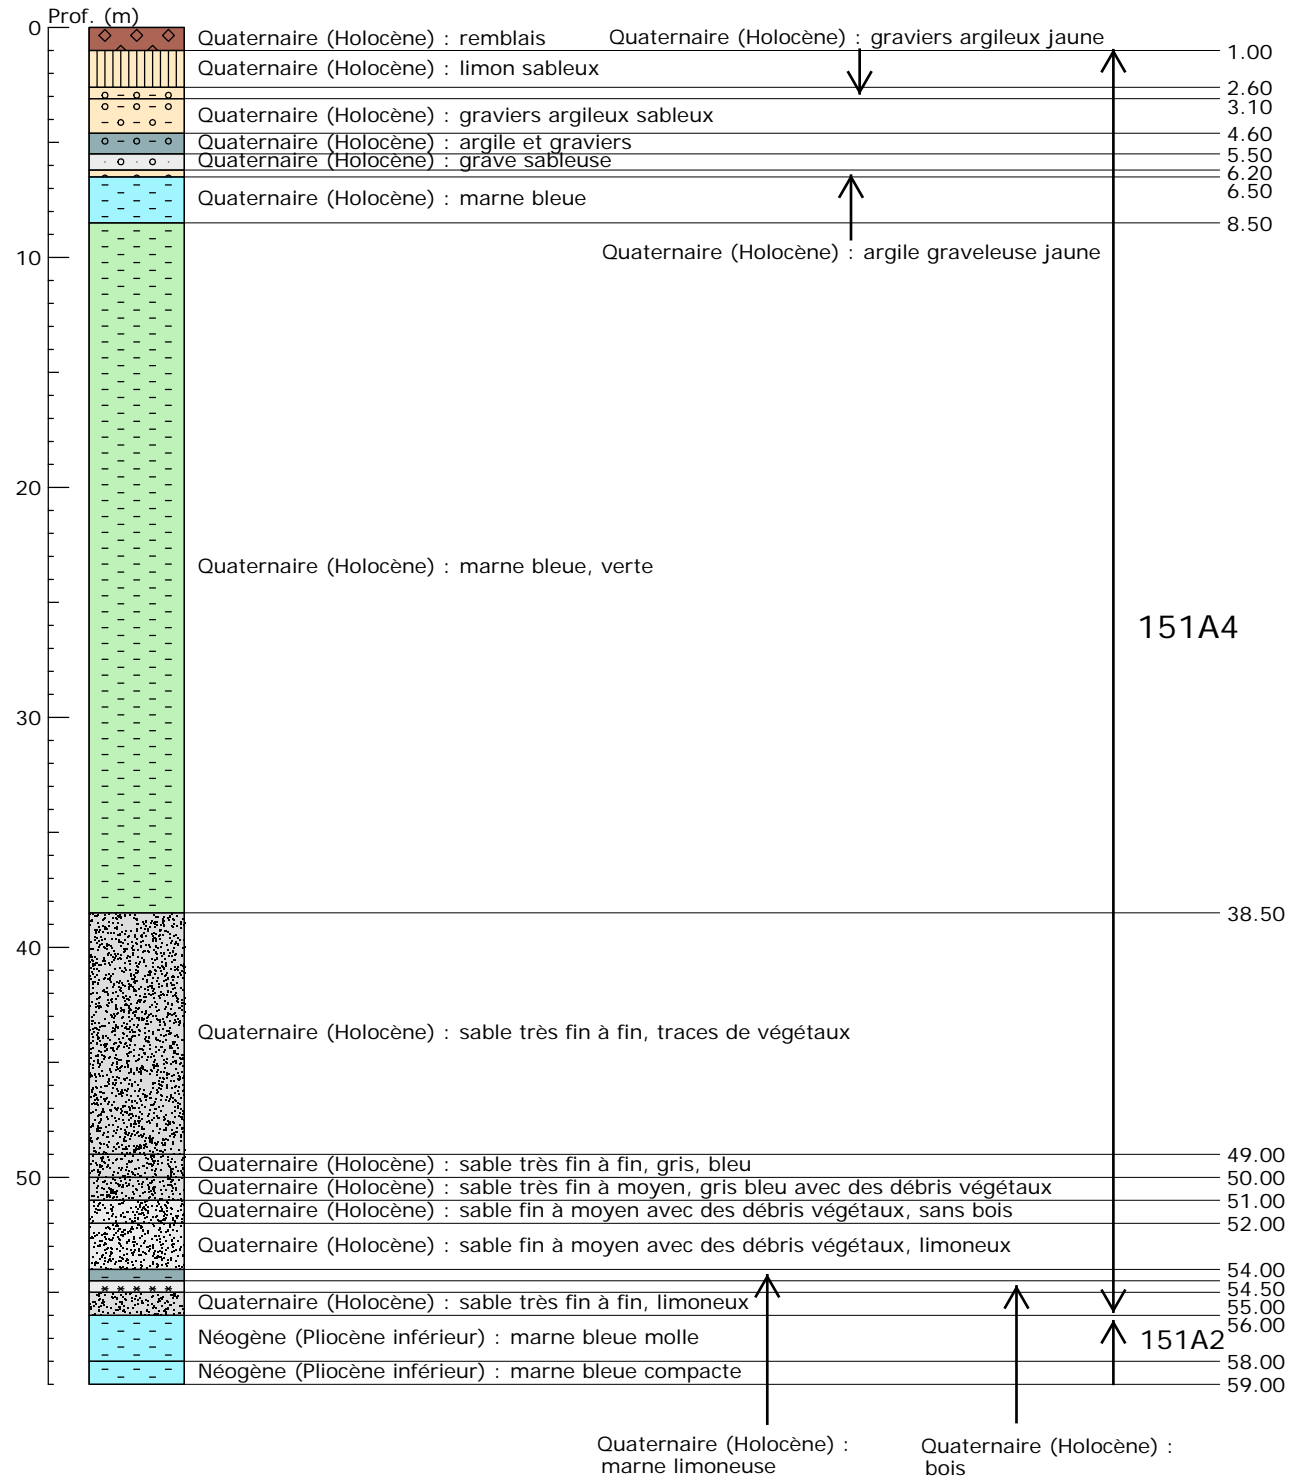 Prof. (m)
0
Quaternaire (Holocène) : remblais
Quaternaire (Holocène) : graviers argileux jaune
1.00
Quaternaire (Holocène) : limon sableux
2.60
3.10
Quaternaire (Holocène) : graviers argileux sableux
4.60
Quaternaire (Holocène) : argile et graviers
5.50
Quaternaire (Holocène) : grave sableuse
6.20
6.50
Quaternaire (Holocène) : marne bleue
8.50
Quaternaire (Holocène) : argile graveleuse jaune
10
20
Quaternaire (Holocène) : marne bleue, verte
151A4
30
38.50
40
Quaternaire (Holocène) : sable très fin à fin, traces de végétaux
49.00
Quaternaire (Holocène) : sable très fin à fin, gris, bleu
50
50.00
Quaternaire (Holocène) : sable très fin à moyen, gris bleu avec des débris végétaux
51.00
Quaternaire (Holocène) : sable fin à moyen avec des débris végétaux, sans bois
52.00
Quaternaire (Holocène) : sable fin à moyen avec des débris végétaux, limoneux
54.00
54.50
Quaternaire (Holocène) : sable très fin à fin, limoneux
55.00
56.00
Néogène (Pliocène inférieur) : marne bleue molle
151A2
58.00
Néogène (Pliocène inférieur) : marne bleue compacte
59.00
Quaternaire (Holocène) :
marne limoneuse
Quaternaire (Holocène) :
bois